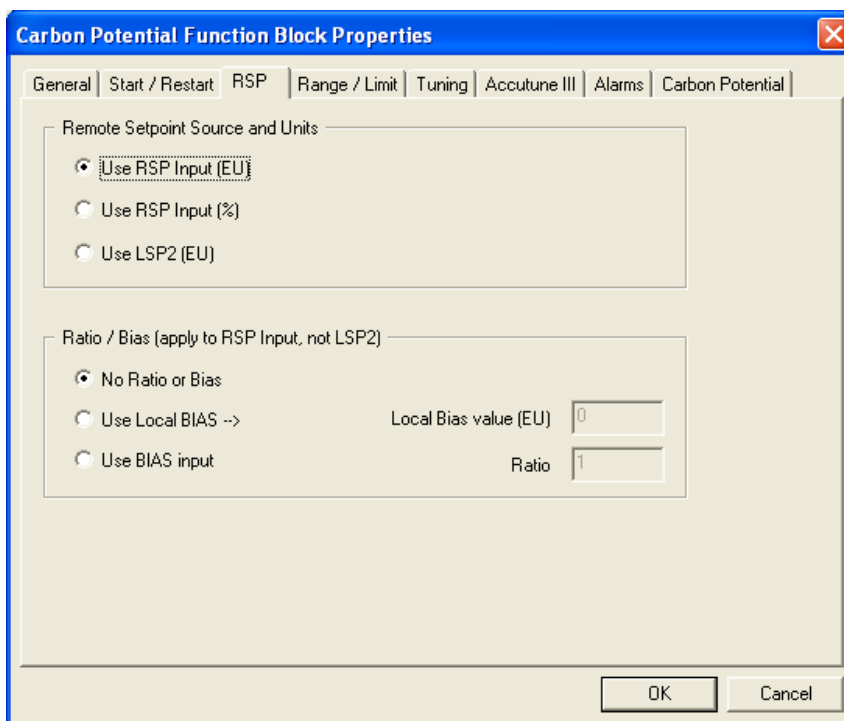 Carbon Potential Function Block Properties
General Start / Restart RSP Range / Limit Tuning Accutune III Alarms Carbon Potential
Remote Setpoint Source and Units
Use RSP Input (EU)
Use RSP Input (%)
Use LSP2 (EU)
Ratio / Bias (apply to RSP Input, not LSP2)
No Ratio or Bias
Use Local BIAS --> Local Bias value (EU) 0
Use BIAS input Ratio 1
OK Cancel